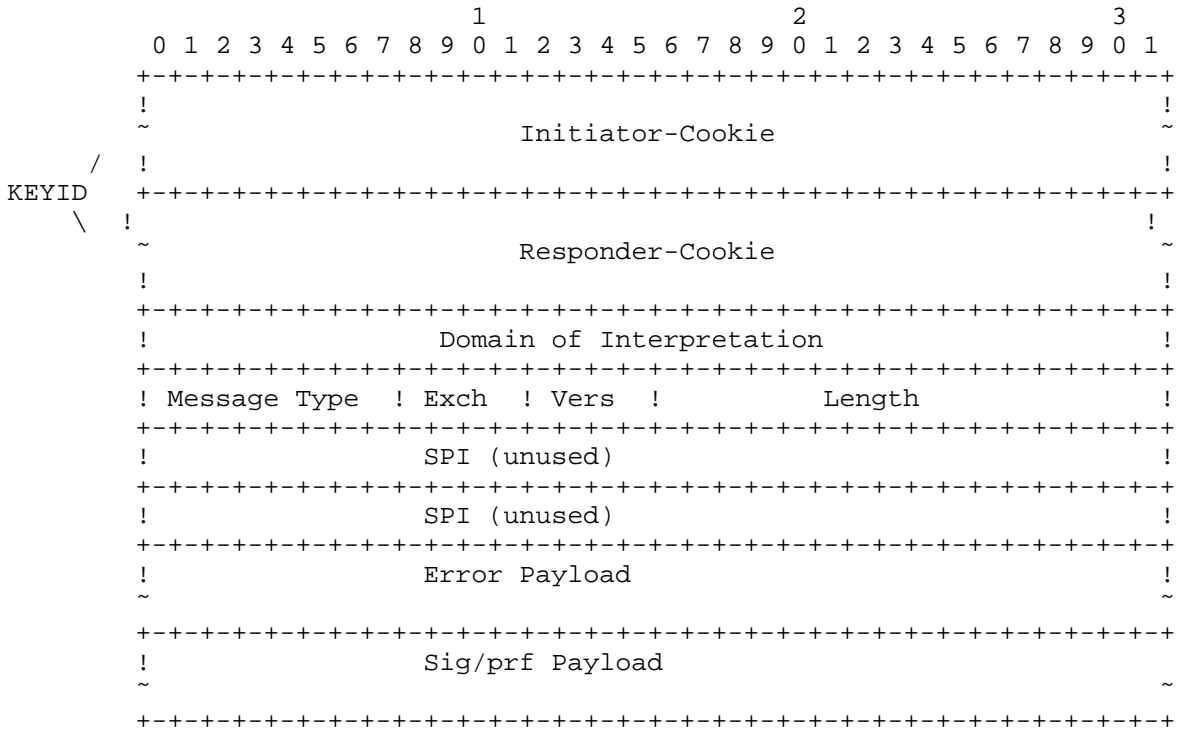 1                   2                   3
          0 1 2 3 4 5 6 7 8 9 0 1 2 3 4 5 6 7 8 9 0 1 2 3 4 5 6 7 8 9 0 1
         +-+-+-+-+-+-+-+-+-+-+-+-+-+-+-+-+-+-+-+-+-+-+-+-+-+-+-+-+-+-+-+-+
         !                                                               !
         ~                        Initiator-Cookie                       ~
      /  !                                                               !
KEYID    +-+-+-+-+-+-+-+-+-+-+-+-+-+-+-+-+-+-+-+-+-+-+-+-+-+-+-+-+-+-+-+-+
     \  !                                                               !
         ~                        Responder-Cookie                       ~
         !                                                               !
         +-+-+-+-+-+-+-+-+-+-+-+-+-+-+-+-+-+-+-+-+-+-+-+-+-+-+-+-+-+-+-+-+
         !                   Domain of Interpretation                    !
         +-+-+-+-+-+-+-+-+-+-+-+-+-+-+-+-+-+-+-+-+-+-+-+-+-+-+-+-+-+-+-+-+
         ! Message Type  ! Exch  ! Vers  !          Length               !
         +-+-+-+-+-+-+-+-+-+-+-+-+-+-+-+-+-+-+-+-+-+-+-+-+-+-+-+-+-+-+-+-+
         !                 SPI (unused)                                  !
         +-+-+-+-+-+-+-+-+-+-+-+-+-+-+-+-+-+-+-+-+-+-+-+-+-+-+-+-+-+-+-+-+
         !                 SPI (unused)                                  !
         +-+-+-+-+-+-+-+-+-+-+-+-+-+-+-+-+-+-+-+-+-+-+-+-+-+-+-+-+-+-+-+-+
         !                 Error Payload                                 !
         ~                                                               ~
         +-+-+-+-+-+-+-+-+-+-+-+-+-+-+-+-+-+-+-+-+-+-+-+-+-+-+-+-+-+-+-+-+
         !                 Sig/prf Payload
         ~                                                               ~
         +-+-+-+-+-+-+-+-+-+-+-+-+-+-+-+-+-+-+-+-+-+-+-+-+-+-+-+-+-+-+-+-+